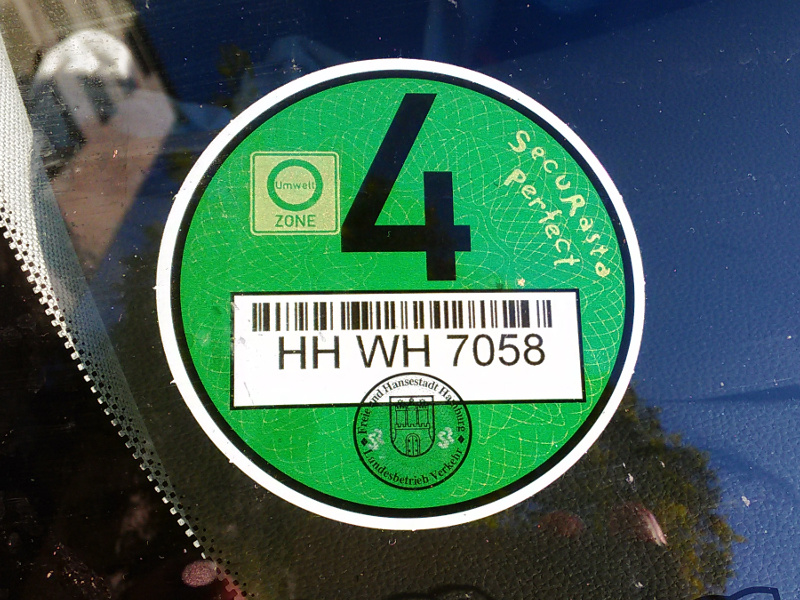 4
SecuRasta
perfect
Umwelt
ZONE
HH WH 7058
Freie und Hansestadt Hamburg
Landesbetrieb Verkehr